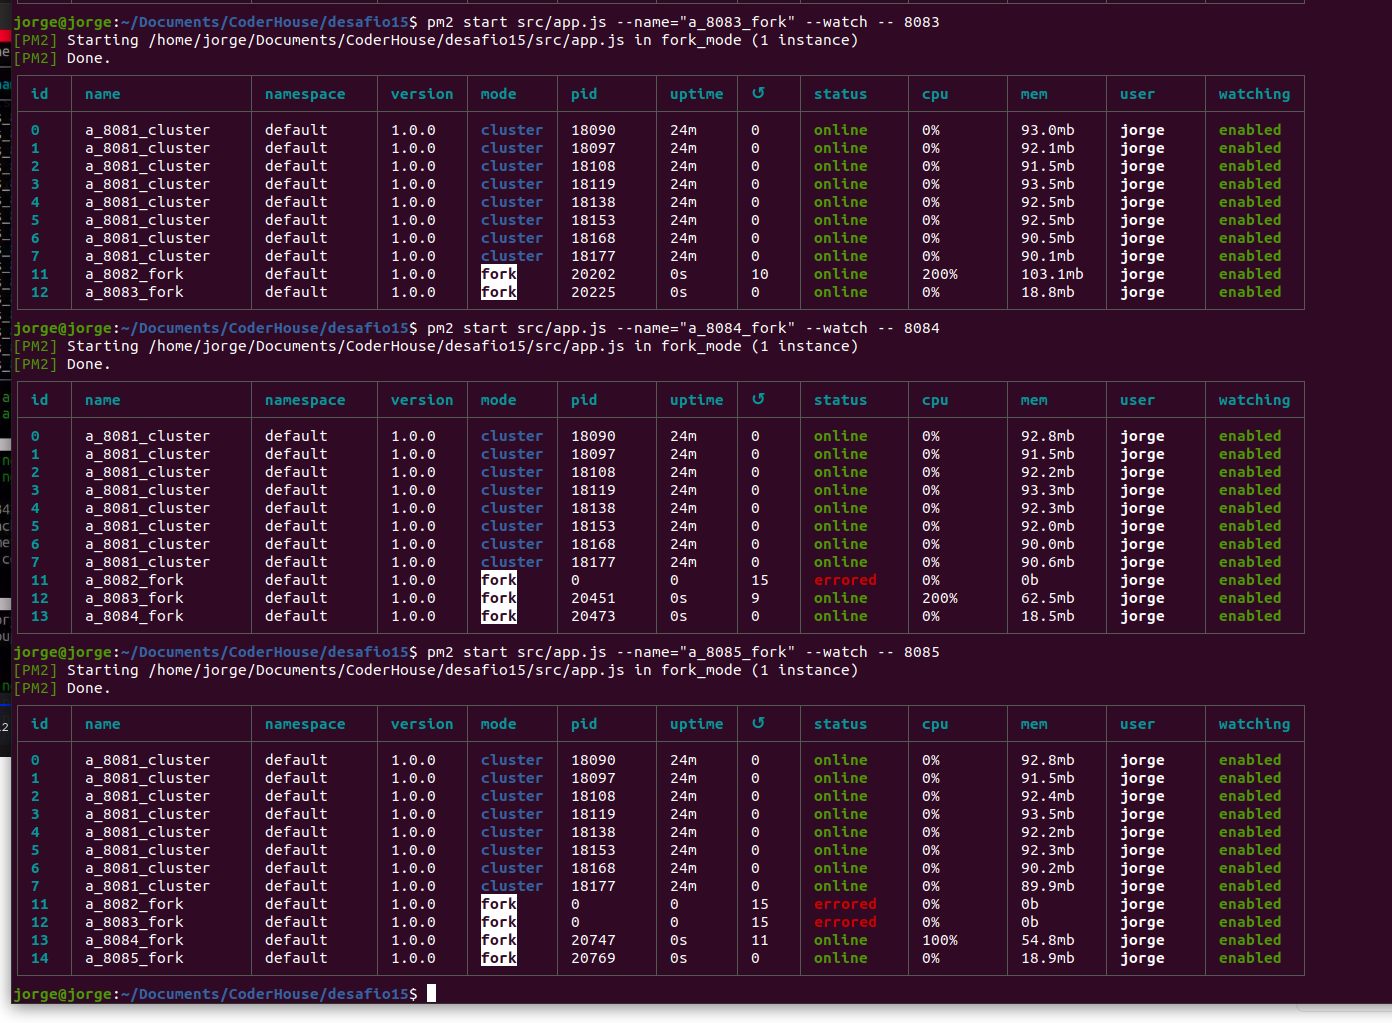 jorge@jorge:~/Documents/CoderHouse/desafio15$ pm2 start src/app.js --name="a_8083_fork" --watch -- 8083
[PM2] Starting /home/jorge/Documents/CoderHouse/desafio15/src/app.js in fork_mode (1 instance)
[PM2] Done.
id name namespace version mode pid uptime ↺ status cpu mem user watching
0 a_8081_cluster default 1.0.0 cluster 18090 24m 0 online 0% 93.0mb jorge enabled
1 a_8081_cluster default 1.0.0 cluster 18097 24m 0 online 0% 92.1mb jorge enabled
2 a_8081_cluster default 1.0.0 cluster 18108 24m 0 online 0% 91.5mb jorge enabled
3 a_8081_cluster default 1.0.0 cluster 18119 24m 0 online 0% 93.5mb jorge enabled
4 a_8081_cluster default 1.0.0 cluster 18138 24m 0 online 0% 92.5mb jorge enabled
5 a_8081_cluster default 1.0.0 cluster 18153 24m 0 online 0% 92.5mb jorge enabled
6 a_8081_cluster default 1.0.0 cluster 18168 24m 0 online 0% 90.5mb jorge enabled
7 a_8081_cluster default 1.0.0 cluster 18177 24m 0 online 0% 90.1mb jorge enabled
11 a_8082_fork default 1.0.0 fork 20202 0s 10 online 200% 103.1mb jorge enabled
12 a_8083_fork default 1.0.0 fork 20225 0s 0 online 0% 18.8mb jorge enabled
jorge@jorge:~/Documents/CoderHouse/desafio15$ pm2 start src/app.js --name="a_8084_fork" --watch -- 8084
[PM2] Starting /home/jorge/Documents/CoderHouse/desafio15/src/app.js in fork_mode (1 instance)
[PM2] Done.
id name namespace version mode pid uptime ↺ status cpu mem user watching
0 a_8081_cluster default 1.0.0 cluster 18090 24m 0 online 0% 92.8mb jorge enabled
1 a_8081_cluster default 1.0.0 cluster 18097 24m 0 online 0% 91.5mb jorge enabled
2 a_8081_cluster default 1.0.0 cluster 18108 24m 0 online 0% 92.2mb jorge enabled
3 a_8081_cluster default 1.0.0 cluster 18119 24m 0 online 0% 93.3mb jorge enabled
4 a_8081_cluster default 1.0.0 cluster 18138 24m 0 online 0% 92.3mb jorge enabled
5 a_8081_cluster default 1.0.0 cluster 18153 24m 0 online 0% 92.0mb jorge enabled
6 a_8081_cluster default 1.0.0 cluster 18168 24m 0 online 0% 90.0mb jorge enabled
7 a_8081_cluster default 1.0.0 cluster 18177 24m 0 online 0% 90.6mb jorge enabled
11 a_8082_fork default 1.0.0 fork 0 0 15 errored 0% 0b jorge enabled
12 a_8083_fork default 1.0.0 fork 20451 0s 9 online 200% 62.5mb jorge enabled
13 a_8084_fork default 1.0.0 fork 20473 0s 0 online 0% 18.5mb jorge enabled
jorge@jorge:~/Documents/CoderHouse/desafio15$ pm2 start src/app.js --name="a_8085_fork" --watch -- 8085
[PM2] Starting /home/jorge/Documents/CoderHouse/desafio15/src/app.js in fork_mode (1 instance)
[PM2] Done.
id name namespace version mode pid uptime ↺ status cpu mem user watching
0 a_8081_cluster default 1.0.0 cluster 18090 24m 0 online 0% 92.8mb jorge enabled
1 a_8081_cluster default 1.0.0 cluster 18097 24m 0 online 0% 91.5mb jorge enabled
2 a_8081_cluster default 1.0.0 cluster 18108 24m 0 online 0% 92.4mb jorge enabled
3 a_8081_cluster default 1.0.0 cluster 18119 24m 0 online 0% 93.5mb jorge enabled
4 a_8081_cluster default 1.0.0 cluster 18138 24m 0 online 0% 92.2mb jorge enabled
5 a_8081_cluster default 1.0.0 cluster 18153 24m 0 online 0% 92.3mb jorge enabled
6 a_8081_cluster default 1.0.0 cluster 18168 24m 0 online 0% 90.2mb jorge enabled
7 a_8081_cluster default 1.0.0 cluster 18177 24m 0 online 0% 89.9mb jorge enabled
11 a_8082_fork default 1.0.0 fork 0 0 15 errored 0% 0b jorge enabled
12 a_8083_fork default 1.0.0 fork 0 0 15 errored 0% 0b jorge enabled
13 a_8084_fork default 1.0.0 fork 20747 0s 11 online 100% 54.8mb jorge enabled
14 a_8085_fork default 1.0.0 fork 20769 0s 0 online 0% 18.9mb jorge enabled
jorge@jorge:~/Documents/CoderHouse/desafio15$